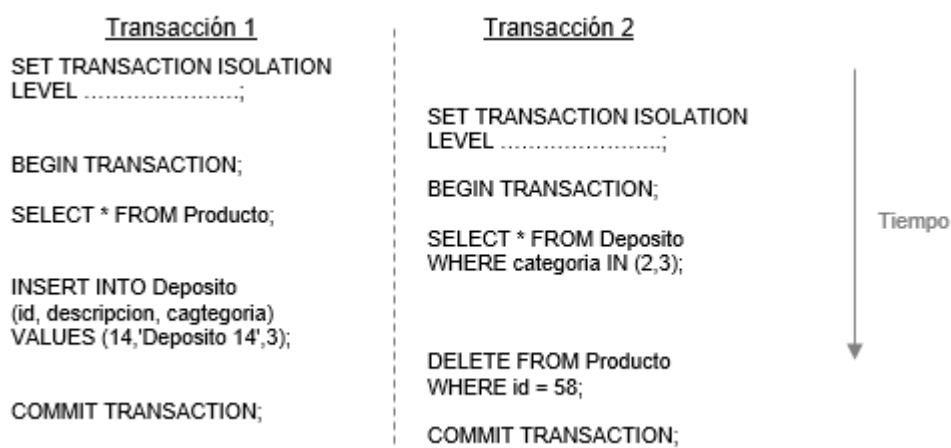 Transacción 1
SET TRANSACTION ISOLATION
LEVEL ......................;
BEGIN TRANSACTION;
SELECT * FROM Producto;
INSERT INTO Deposito
(id, descripcion, cagtegoria)
VALUES (14,'Deposito 14',3);
COMMIT TRANSACTION;
Transacción 2
SET TRANSACTION ISOLATION
LEVEL ......................;
BEGIN TRANSACTION;
SELECT * FROM Deposito
WHERE categoria IN (2,3);
DELETE FROM Producto
WHERE id = 58;
COMMIT TRANSACTION;
Tiempo